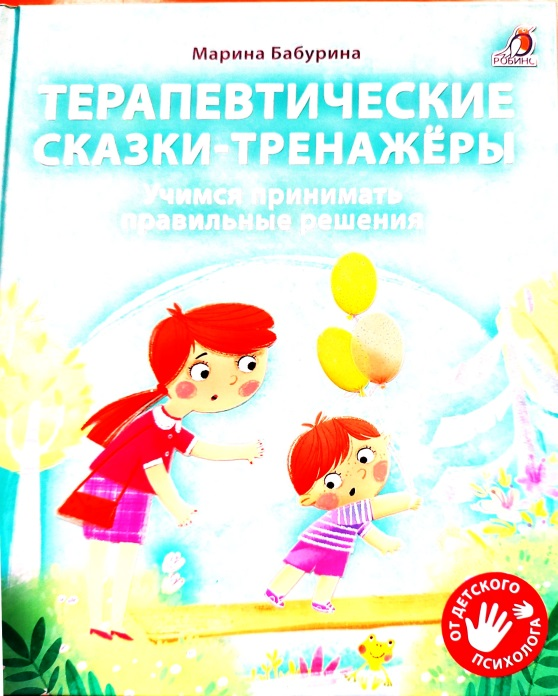 Марина Бабурина
РОБИНС
ТЕРАПЕВТИЧЕСКИЕ
СКАЗКИ-ТРЕНАЖЁРЫ
Учимся принимать
правильные решения
ОТ ДЕТСКОГО
ПСИХОЛОГА